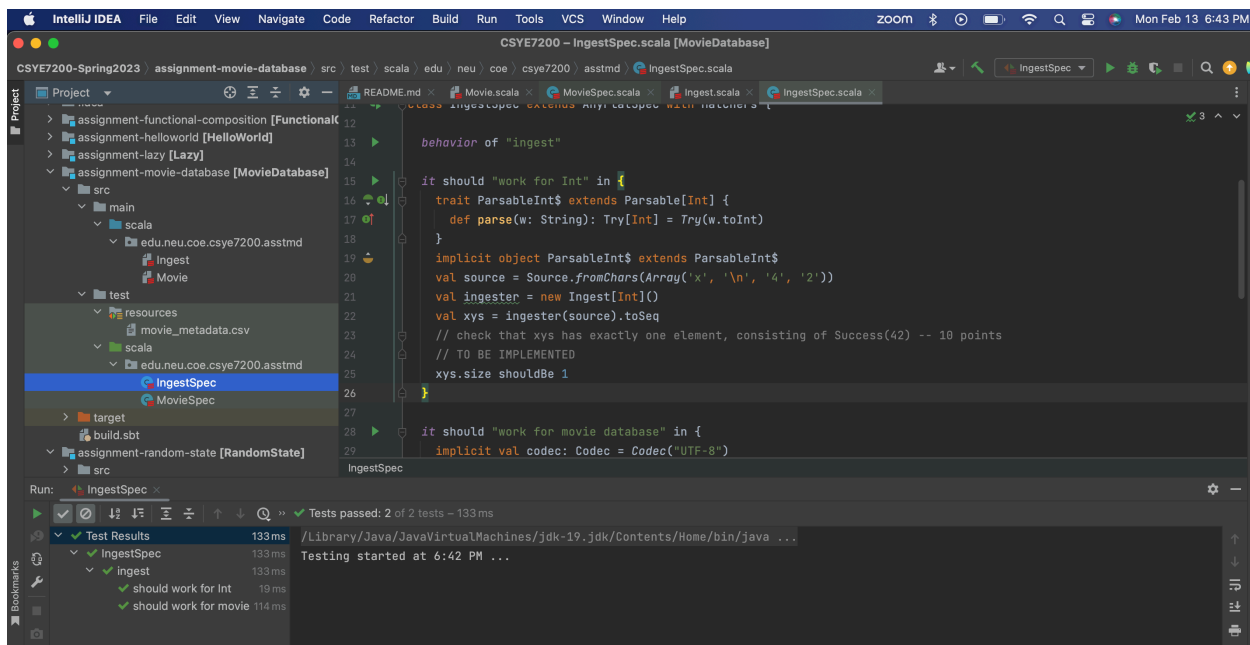 IntelliJ IDEA File Edit View Navigate Code Refactor Build Run Tools VCS Window Help zoom Mon Feb 13 6:43 PM
CSYE7200 – IngestSpec.scala [MovieDatabase]
CSYE7200-Spring2023 assignment-movie-database src test scala edu neu coe csye7200 asstmd IngestSpec.scala IngestSpec
Project
Project
README.md Movie.scala MovieSpec.scala Ingest.scala IngestSpec.scala
assignment-functional-composition [FunctionalC
assignment-helloworld [HelloWorld]
assignment-lazy [Lazy]
assignment-movie-database [MovieDatabase]
src
main
scala
edu.neu.coe.csye7200.asstmd
Ingest
Movie
test
resources
movie_metadata.csv
scala
edu.neu.coe.csye7200.asstmd
IngestSpec
MovieSpec
target
build.sbt
assignment-random-state [RandomState]
src
3
class IngestSpec extends AnyFlatSpec with Matchers {
12
13 behavior of "ingest"
14
15 it should "work for Int" in {
16 trait ParsableInt$ extends Parsable[Int] {
17 def parse(w: String): Try[Int] = Try(w.toInt)
18 }
19 implicit object ParsableInt$ extends ParsableInt$
20 val source = Source.fromChars(Array('x', '\n', '4', '2'))
21 val ingester = new Ingest[Int]()
22 val xys = ingester(source).toSeq
23 // check that xys has exactly one element, consisting of Success(42) -- 10 points
24 // TO BE IMPLEMENTED
25 xys.size shouldBe 1
26 }
27
28 it should "work for movie database" in {
29 implicit val codec: Codec = Codec("UTF-8")
IngestSpec
Run: IngestSpec
Tests passed: 2 of 2 tests – 133 ms
Test Results 133 ms
IngestSpec 133 ms
ingest 133 ms
should work for Int 19 ms
should work for movie 114 ms
/Library/Java/JavaVirtualMachines/jdk-19.jdk/Contents/Home/bin/java ...
Testing started at 6:42 PM ...
Bookmarks